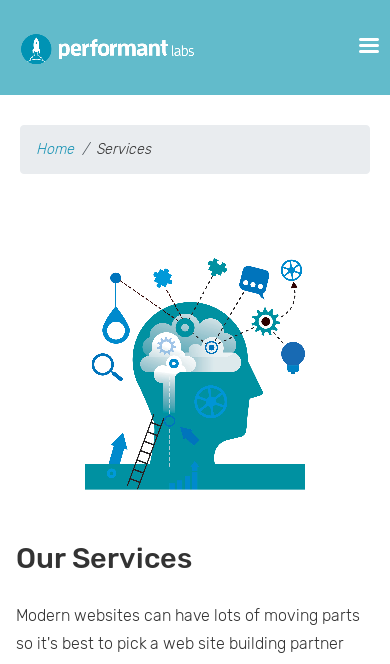 performant labs
Home / Services
Our Services
Modern websites can have lots of moving parts
so it's best to pick a web site building partner